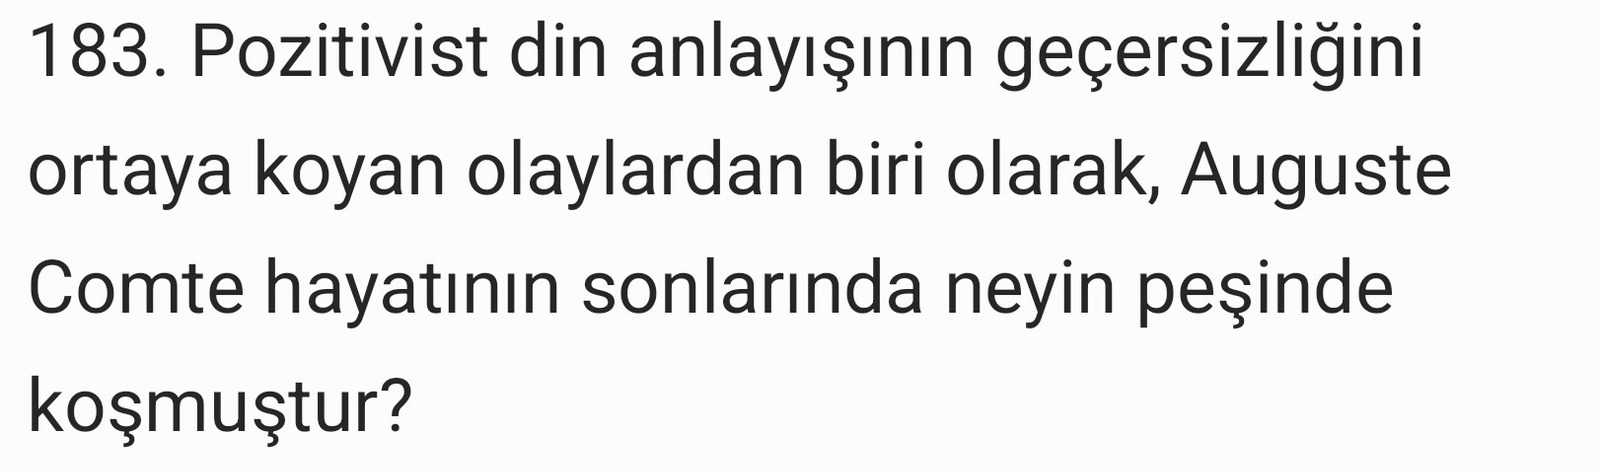 183. Pozitivist din anlayışının geçersizliğini
ortaya koyan olaylardan biri olarak, Auguste
Comte hayatının sonlarında neyin peşinde
koşmuştur?